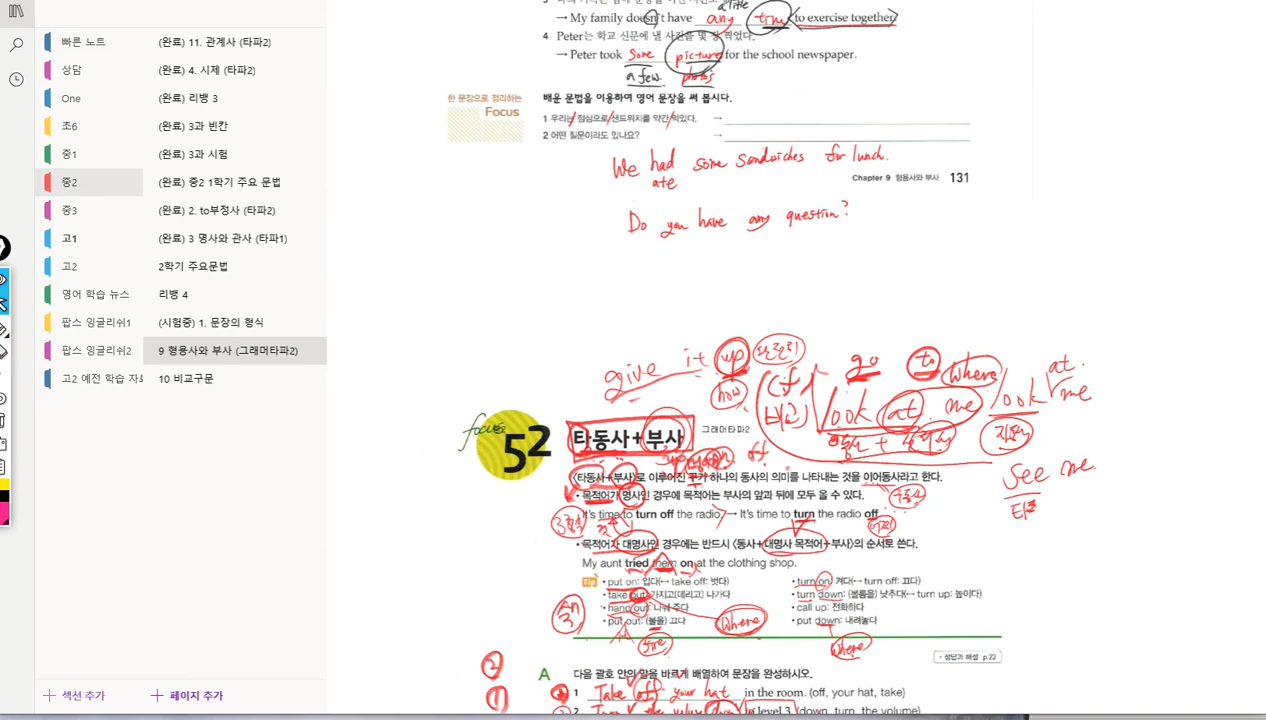 빠른 노트
상담
One
조6
중1
중2
중3
고1
고2
영어 학습 뉴스
팝스 잉글리쉬1
팝스 잉글리쉬2
고2 예전 학습 자료
(완료) 11. 관계사 (타파2)
(완료) 4. 시제 (타파2)
(완료) 리뱅 3
(완료) 3과 빈칸
(완료) 3과 시험
(완료) 중2 1학기 주요 문법
(완료) 2. to부정사 (타파2)
(완료) 3 명사와 관사 (타파1)
2학기 주요문법
리뱅 4
(시험중) 1. 문장의 형식
9 형용사와 부사 (그래머타파2)
10 비교구문
섹션 추가
페이지 추가
a little
→ My family doesn't have any time (to exercise together)
4 Peter는 학교 신문에 낼 사진을 몇 장 찍었다.
→ Peter took some picture for the school newspaper.
a few photos
한 문장으로 정리하는
Focus
배운 문법을 이용하여 영어 문장을 써 봅시다.
1 우리는 점심으로 샌드위치를 약간 먹었다. →
2 어떤 질문이라도 있나요? →
We had some sandwiches for lunch.
ate
Chapter 9 형용사와 부사 131
Do you have any question?
give it up
how
go to where
look at me
look at me
see me
focus 52
타동사+부사
그래머타파2
off
〈타동사+부사〉로 이루어진 구가 하나의 동사의 의미를 나타내는 것을 이어동사라고 한다.
• 목적어가 명사인 경우에 목적어는 부사의 앞과 뒤에 모두 올 수 있다.
It's time to turn off the radio. → It's time to turn the radio off.
• 목적어가 대명사인 경우에는 반드시 〈동사+대명사 목적어+부사〉의 순서로 쓴다.
My aunt tried them on at the clothing shop.
Tip
• put on: 입다(↔ take off: 벗다)
• take out: 가지고[데리고] 나가다
• hand out: 나눠 주다
• put out: (불을) 끄다
• turn on: 켜다(↔ turn off: 끄다)
• turn down: (볼륨을) 낮추다(↔ turn up: 높이다)
• call up: 전화하다
• put down: 내려놓다
Where
fire
where
• 정답과 해설 p.22
A 다음 괄호 안의 말을 바르게 배열하여 문장을 완성하시오.
1 Take off your hat in the room. (off, your hat, take)
2 Turn the volume down to level 3. (down, turn, the volume)